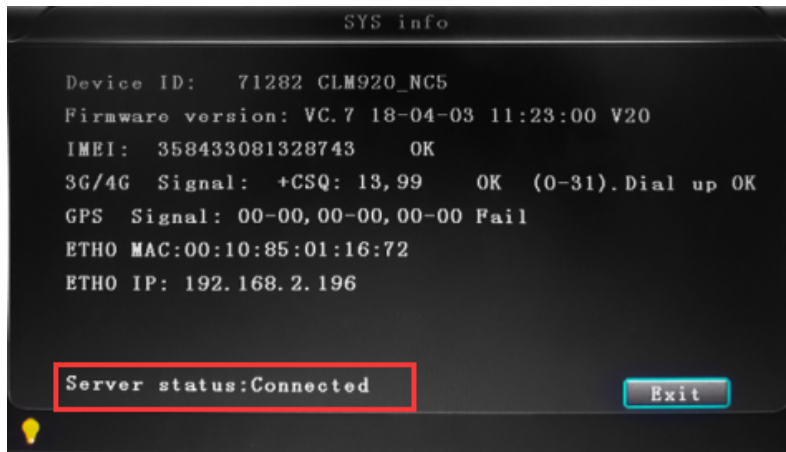 SYS info
Device ID: 71282 CLM920_NC5
Firmware version: VC.7 18-04-03 11:23:00 V20
IMEI: 358433081328743 OK
3G/4G Signal: +CSQ: 13,99 OK (0-31).Dial up OK
GPS Signal: 00-00,00-00,00-00 Fail
ETH0 MAC:00:10:85:01:16:72
ETH0 IP: 192.168.2.196
Server status:Connected
Exit